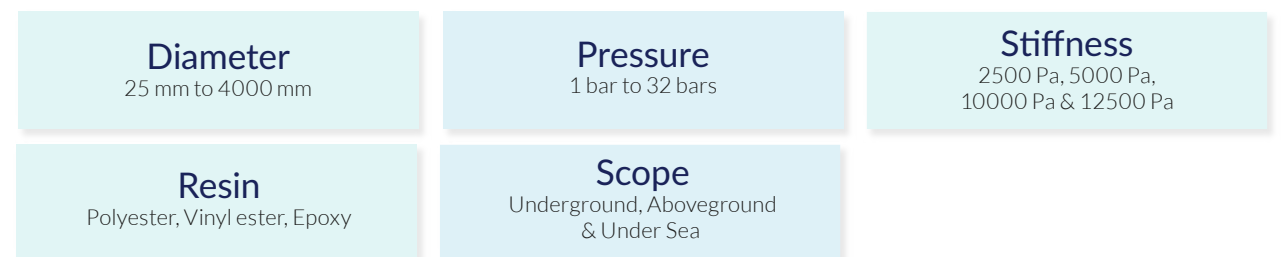 Diameter
25 mm to 4000 mm
Pressure
1 bar to 32 bars
Stiffness
2500 Pa, 5000 Pa,
10000 Pa & 12500 Pa
Resin
Polyester, Vinyl ester, Epoxy
Scope
Underground, Aboveground
& Under Sea